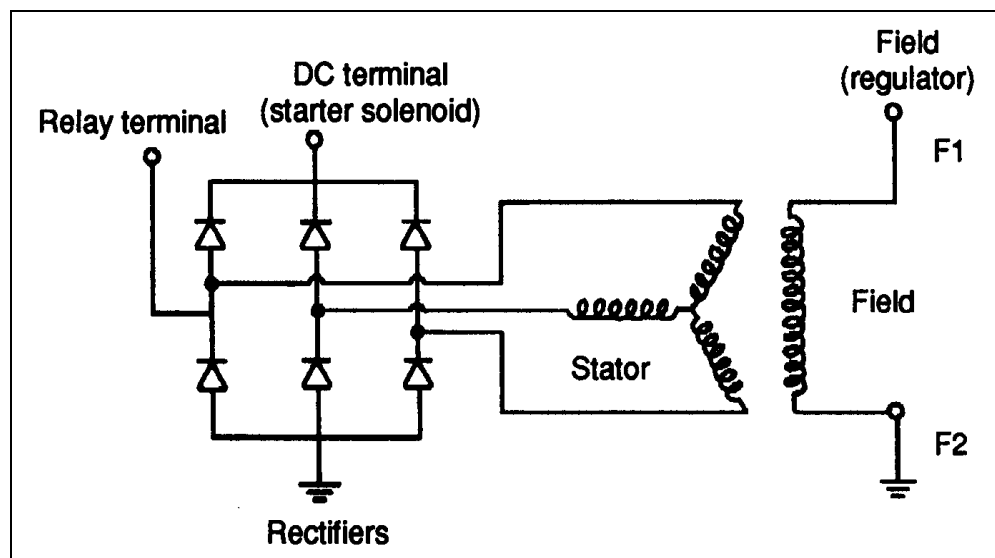 Field
(regulator)
DC terminal
(starter solenoid)
Relay terminal
F1
Field
Stator
F2
Rectifiers